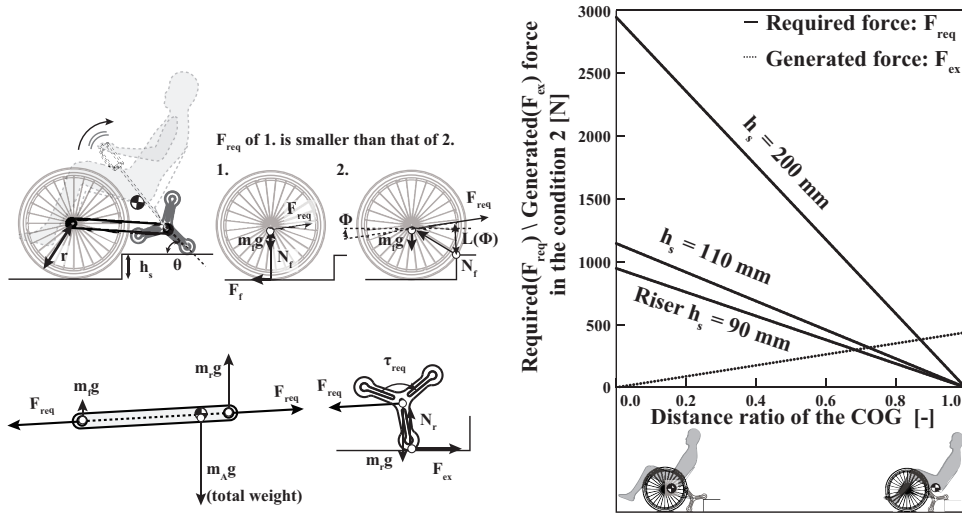 F_req of 1. is smaller than that of 2.
1.
2.
F_req
F_req
Φ
L(Φ)
m_fg
m_fg
N_f
N_f
F_f
r
h_s
θ
m_rg
m_fg
F_req
F_req
m_Ag
(total weight)
τ_req
F_req
N_r
m_rg
F_ex
Required(F_req) \ Generated(F_ex) force
in the condition 2 [N]
3000
2500
2000
1500
1000
500
0
Required force: F_req
Generated force: F_ex
h_s = 200 mm
h_s = 110 mm
Riser h_s = 90 mm
0.0
0.2
0.4
0.6
0.8
1.0
Distance ratio of the COG [-]